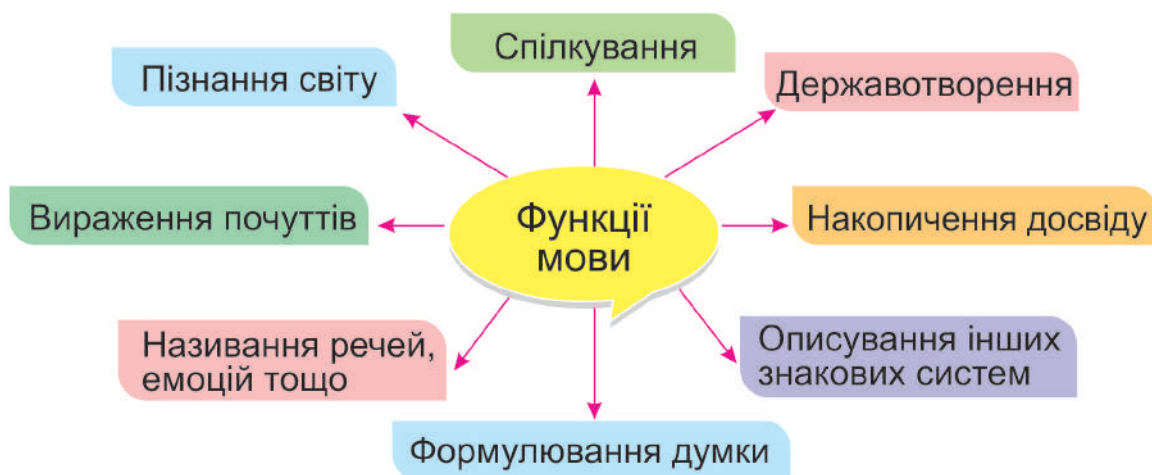 Спілкування
Пізнання світу
Державотворення
Вираження почуттів
Функції
мови
Накопичення досвіду
Називання речей,
емоцій тощо
Описування інших
знакових систем
Формулювання думки